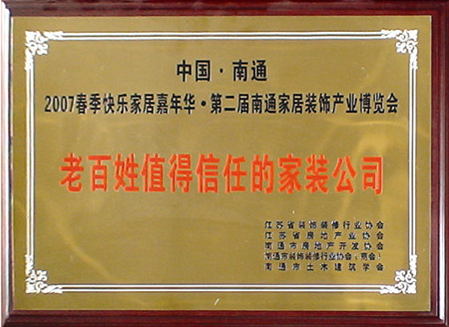 中国·南通
2007春季快乐家居嘉年华·第二届南通家居装饰产业博览会
老百姓值得信任的家装公司
江苏省装饰装修行业协会
江苏省房地产业协会
南通市房地产开发协会
南通市装饰装修行业协会(商会)
南通市土木建筑学会